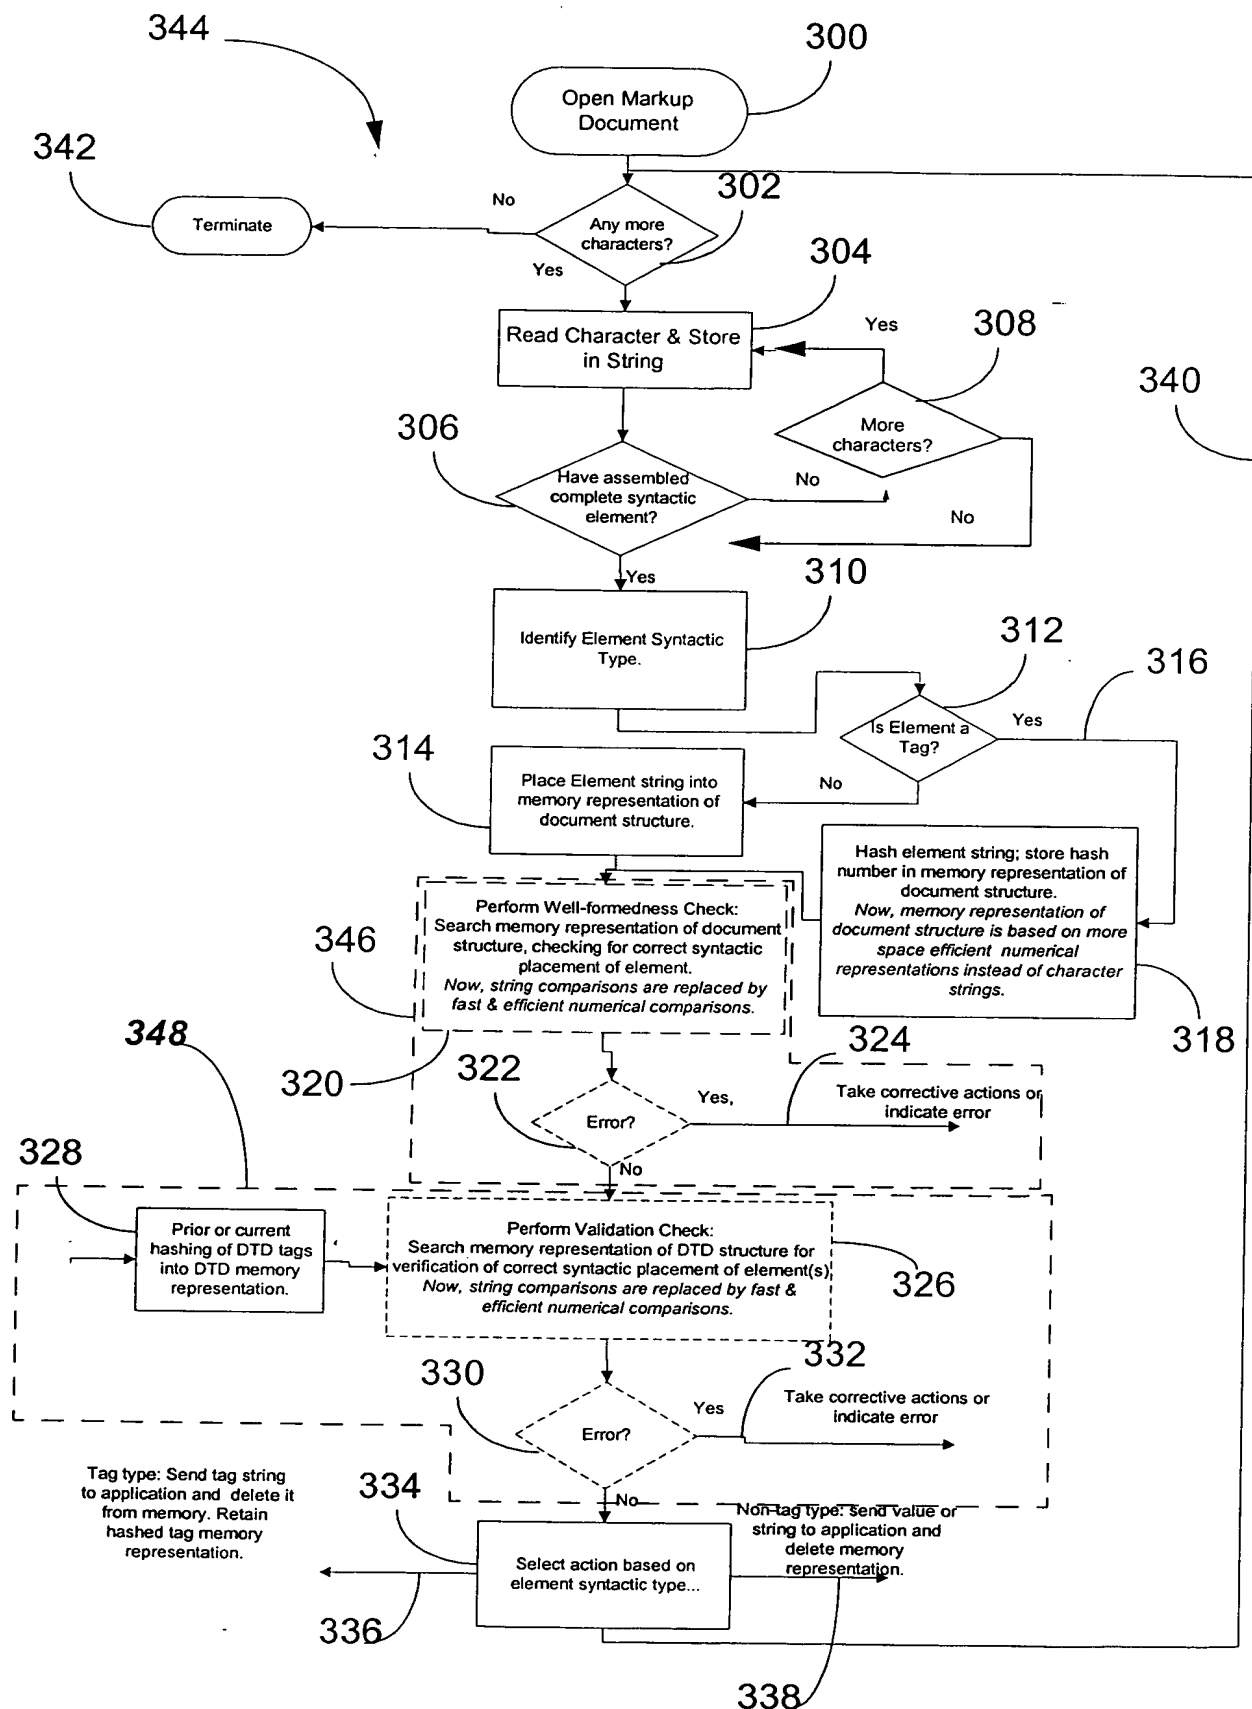 344
300
Open Markup
Document
342
302
No
Terminate
Any more
characters?
Yes
304
Yes
308
Read Character & Store
in String
340
306
More
characters?
Have assembled
complete syntactic
element?
No
No
Yes
310
Identify Element Syntactic
Type.
312
316
Is Element a
Tag?
Yes
314
Place Element string into
memory representation of
document structure.
No
Hash element string; store hash
number in memory representation of
document structure.
Now, memory representation of
document structure is based on more
space efficient numerical
representations instead of character
strings.
318
Perform Well-formedness Check:
Search memory representation of document
structure, checking for correct syntactic
placement of element.
Now, string comparisons are replaced by
fast & efficient numerical comparisons.
346
348
320
322
324
Error?
Yes,
Take corrective actions or
indicate error
No
328
Prior or current
hashing of DTD tags
into DTD memory
representation.
Perform Validation Check:
Search memory representation of DTD structure for
verification of correct syntactic placement of element(s)
Now, string comparisons are replaced by fast &
efficient numerical comparisons.
326
330
332
Error?
Yes
Take corrective actions or
indicate error
No
Tag type: Send tag string
to application and delete it
from memory. Retain
hashed tag memory
representation.
334
Select action based on
element syntactic type...
Non-tag type: send value or
string to application and
delete memory
representation.
336
338